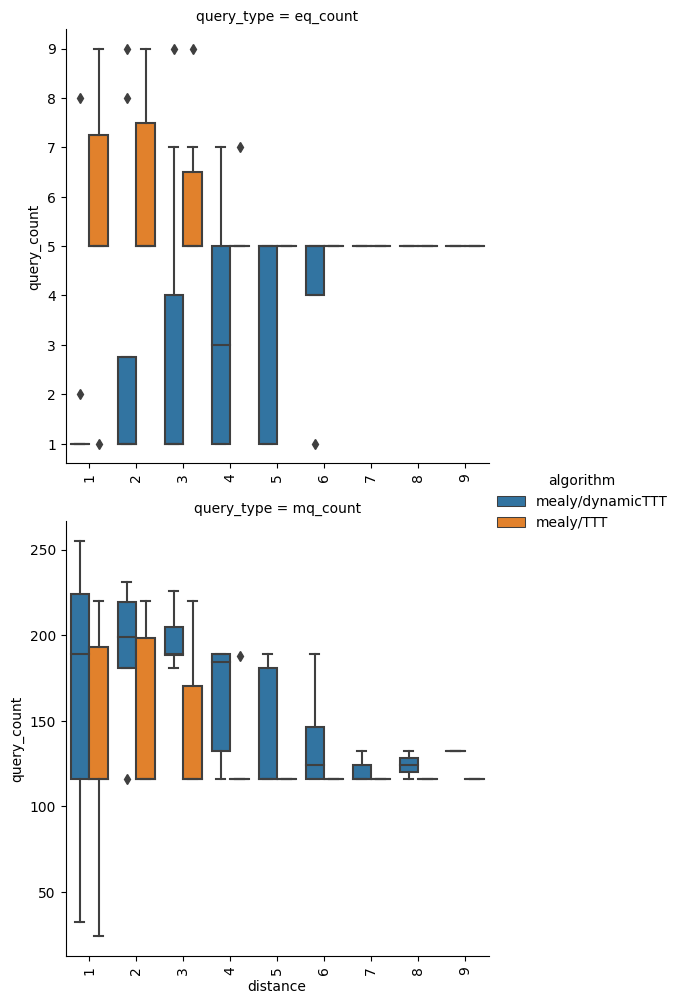 query_type = eq_count
9
8
7
6
5
4
3
2
1
query_count
1 2 3 4 5 6 7 8 9
algorithm
mealy/dynamicTTT
mealy/TTT
query_type = mq_count
250
200
150
100
50
query_count
1 2 3 4 5 6 7 8 9
distance